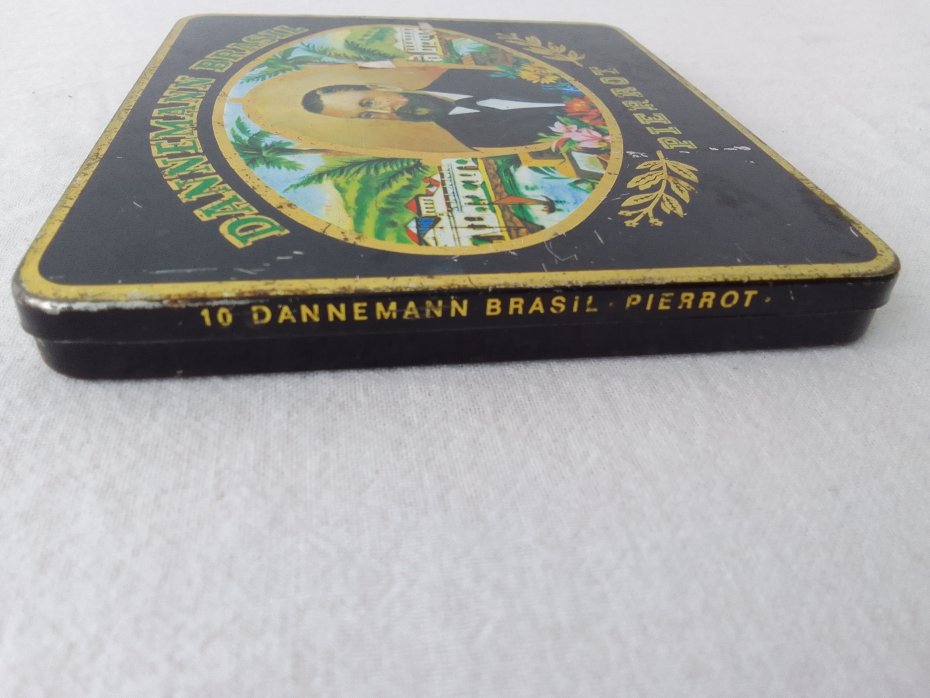 DANNEMANN BRASIL
PIERROT
10 DANNEMANN BRASiL · PIERROT ·